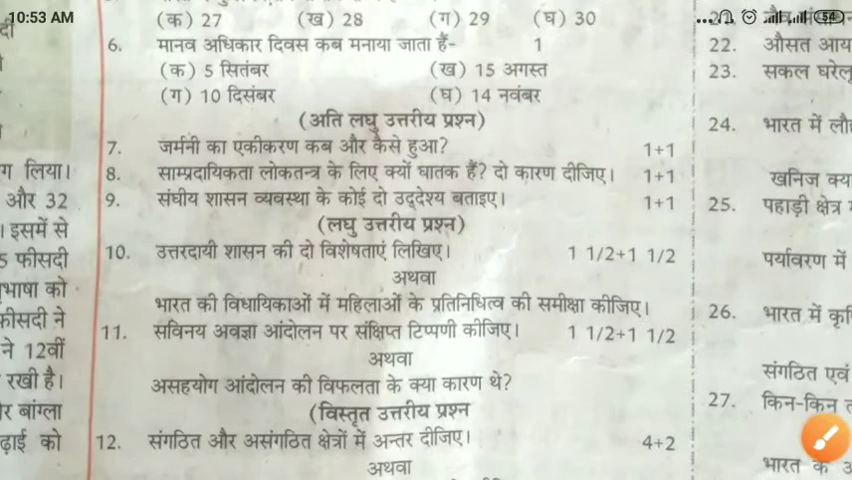 10:53 AM
54
(क) 27 (ख) 28 (ग) 29 (घ) 30
6. मानव अधिकार दिवस कब मनाया जाता हैं- 1
(क) 5 सितंबर (ख) 15 अगस्त
(ग) 10 दिसंबर (घ) 14 नवंबर
(अति लघु उत्तरीय प्रश्न)
7. जर्मनी का एकीकरण कब और कैसे हुआ? 1+1
8. साम्प्रदायिकता लोकतन्त्र के लिए क्यों घातक हैं? दो कारण दीजिए। 1+1
9. संघीय शासन व्यवस्था के कोई दो उद्देश्य बताइए। 1+1
(लघु उत्तरीय प्रश्न)
10. उत्तरदायी शासन की दो विशेषताएं लिखिए। 1 1/2+1 1/2
अथवा
भारत की विधायिकाओं में महिलाओं के प्रतिनिधित्व की समीक्षा कीजिए।
11. सविनय अवज्ञा आंदोलन पर संक्षिप्त टिप्पणी कीजिए। 1 1/2+1 1/2
अथवा
असहयोग आंदोलन की विफलता के क्या कारण थे?
(विस्तृत उत्तरीय प्रश्न
12. संगठित और असंगठित क्षेत्रों में अन्तर दीजिए। 4+2
अथवा
ग लिया।
और 32
। इसमें से
5 फीसदी
भाषा को
फीसदी ने
ने 12वीं
रखी है।
र बांग्ला
ढ़ाई को
22. औसत आय
23. सकल घरेलू
24. भारत में लौ
खनिज क्य
25. पहाड़ी क्षेत्र
पर्यावरण में
26. भारत में कृ
संगठित एवं
27. किन-किन
भारत के